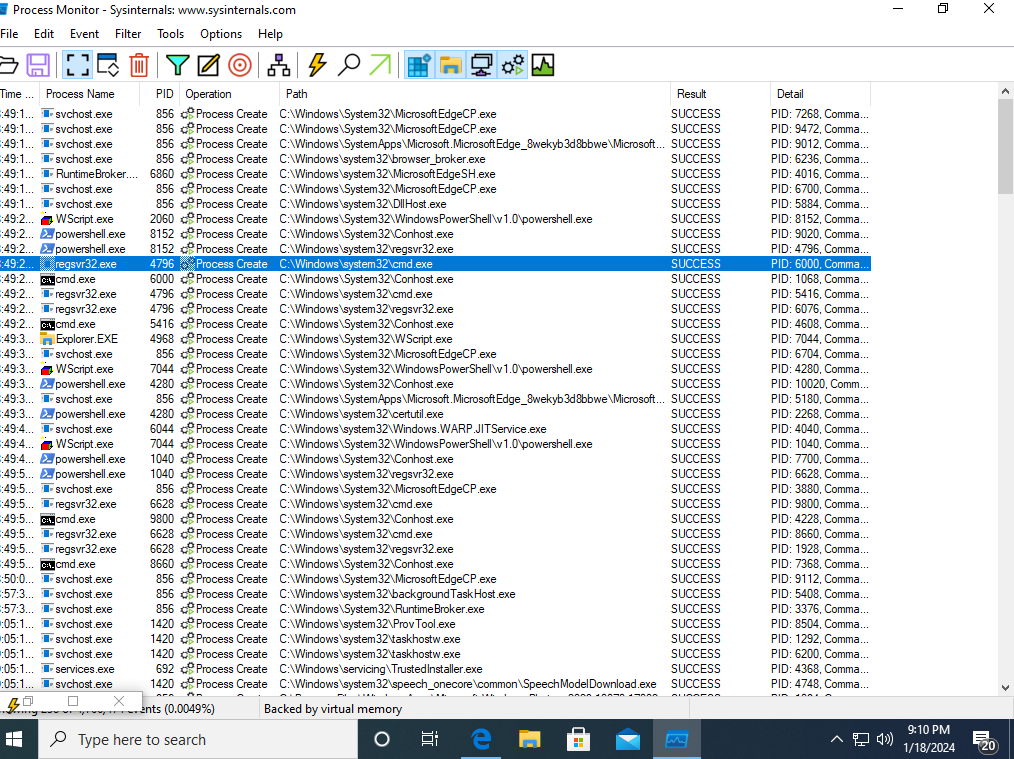 Process Monitor - Sysinternals: www.sysinternals.com
File Edit Event Filter Tools Options Help
Time ... Process Name PID Operation Path Result Detail
:49:1... svchost.exe 856 Process Create C:\Windows\System32\MicrosoftEdgeCP.exe SUCCESS PID: 7268, Comma...
:49:1... svchost.exe 856 Process Create C:\Windows\System32\MicrosoftEdgeCP.exe SUCCESS PID: 9472, Comma...
:49:1... svchost.exe 856 Process Create C:\Windows\SystemApps\Microsoft.MicrosoftEdge_8wekyb3d8bbwe\Microsoft... SUCCESS PID: 9012, Comma...
:49:1... svchost.exe 856 Process Create C:\Windows\system32\browser_broker.exe SUCCESS PID: 6236, Comma...
:49:1... RuntimeBroker.... 6860 Process Create C:\Windows\system32\MicrosoftEdgeSH.exe SUCCESS PID: 4016, Comma...
:49:1... svchost.exe 856 Process Create C:\Windows\System32\MicrosoftEdgeCP.exe SUCCESS PID: 6700, Comma...
:49:1... svchost.exe 856 Process Create C:\Windows\system32\DllHost.exe SUCCESS PID: 5884, Comma...
:49:2... WScript.exe 2060 Process Create C:\Windows\System32\WindowsPowerShell\v1.0\powershell.exe SUCCESS PID: 8152, Comma...
:49:2... powershell.exe 8152 Process Create C:\Windows\System32\Conhost.exe SUCCESS PID: 9020, Comma...
:49:2... powershell.exe 8152 Process Create C:\Windows\system32\regsvr32.exe SUCCESS PID: 4796, Comma...
:49:2... regsvr32.exe 4796 Process Create C:\Windows\system32\cmd.exe SUCCESS PID: 6000, Comma...
:49:2... cmd.exe 6000 Process Create C:\Windows\System32\Conhost.exe SUCCESS PID: 1068, Comma...
:49:2... regsvr32.exe 4796 Process Create C:\Windows\system32\cmd.exe SUCCESS PID: 5416, Comma...
:49:2... regsvr32.exe 4796 Process Create C:\Windows\system32\regsvr32.exe SUCCESS PID: 6076, Comma...
:49:2... cmd.exe 5416 Process Create C:\Windows\System32\Conhost.exe SUCCESS PID: 4608, Comma...
:49:3... Explorer.EXE 4968 Process Create C:\Windows\System32\WScript.exe SUCCESS PID: 7044, Comma...
:49:3... svchost.exe 856 Process Create C:\Windows\System32\MicrosoftEdgeCP.exe SUCCESS PID: 6704, Comma...
:49:3... WScript.exe 7044 Process Create C:\Windows\System32\WindowsPowerShell\v1.0\powershell.exe SUCCESS PID: 4280, Comma...
:49:3... powershell.exe 4280 Process Create C:\Windows\System32\Conhost.exe SUCCESS PID: 10020, Comm...
:49:3... svchost.exe 856 Process Create C:\Windows\SystemApps\Microsoft.MicrosoftEdge_8wekyb3d8bbwe\Microsoft... SUCCESS PID: 5180, Comma...
:49:3... powershell.exe 4280 Process Create C:\Windows\system32\certutil.exe SUCCESS PID: 2268, Comma...
:49:4... svchost.exe 6044 Process Create C:\Windows\system32\Windows.WARP.JITService.exe SUCCESS PID: 4040, Comma...
:49:4... WScript.exe 7044 Process Create C:\Windows\System32\WindowsPowerShell\v1.0\powershell.exe SUCCESS PID: 1040, Comma...
:49:4... powershell.exe 1040 Process Create C:\Windows\System32\Conhost.exe SUCCESS PID: 7700, Comma...
:49:5... powershell.exe 1040 Process Create C:\Windows\system32\regsvr32.exe SUCCESS PID: 6628, Comma...
:49:5... svchost.exe 856 Process Create C:\Windows\System32\MicrosoftEdgeCP.exe SUCCESS PID: 3880, Comma...
:49:5... regsvr32.exe 6628 Process Create C:\Windows\system32\cmd.exe SUCCESS PID: 9800, Comma...
:49:5... cmd.exe 9800 Process Create C:\Windows\System32\Conhost.exe SUCCESS PID: 4228, Comma...
:49:5... regsvr32.exe 6628 Process Create C:\Windows\system32\cmd.exe SUCCESS PID: 8660, Comma...
:49:5... regsvr32.exe 6628 Process Create C:\Windows\system32\regsvr32.exe SUCCESS PID: 1928, Comma...
:49:5... cmd.exe 8660 Process Create C:\Windows\System32\Conhost.exe SUCCESS PID: 7368, Comma...
:50:0... svchost.exe 856 Process Create C:\Windows\System32\MicrosoftEdgeCP.exe SUCCESS PID: 9112, Comma...
:57:3... svchost.exe 856 Process Create C:\Windows\system32\backgroundTaskHost.exe SUCCESS PID: 5408, Comma...
:57:3... svchost.exe 856 Process Create C:\Windows\System32\RuntimeBroker.exe SUCCESS PID: 3376, Comma...
:05:1... svchost.exe 1420 Process Create C:\Windows\system32\ProvTool.exe SUCCESS PID: 8504, Comma...
:05:1... svchost.exe 1420 Process Create C:\Windows\system32\taskhostw.exe SUCCESS PID: 1292, Comma...
:05:1... svchost.exe 1420 Process Create C:\Windows\system32\taskhostw.exe SUCCESS PID: 6200, Comma...
:05:1... services.exe 692 Process Create C:\Windows\servicing\TrustedInstaller.exe SUCCESS PID: 4368, Comma...
:05:1... svchost.exe 1420 Process Create C:\Windows\system32\speech_onecore\common\SpeechModelDownload.exe SUCCESS PID: 4748, Comma...
events (0.0049%) Backed by virtual memory
Type here to search
9:10 PM
1/18/2024
20